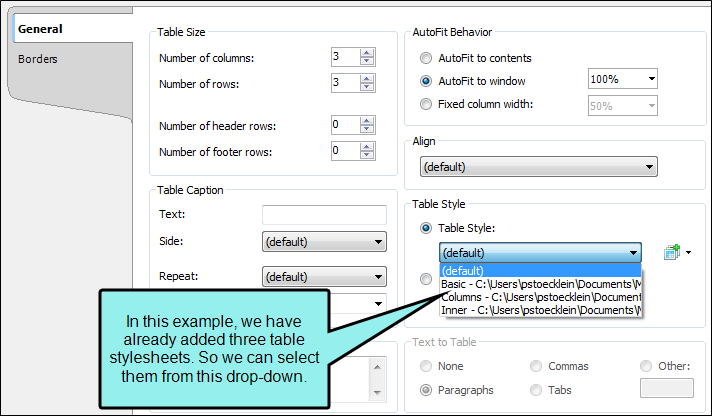 General
Borders
Table Size
Number of columns: 3
Number of rows: 3
Number of header rows: 0
Number of footer rows: 0
Table Caption
Text:
Side: (default)
Repeat: (default)
AutoFit Behavior
AutoFit to contents
AutoFit to window 100%
Fixed column width: 50%
Align
(default)
Table Style
Table Style:
(default)
(default)
Basic - C:\Users\pstoecklein\Documents\M
Columns - C:\Users\pstoecklein\Document
Inner - C:\Users\pstoecklein\Documents\M
In this example, we have
already added three table
stylesheets. So we can select
them from this drop-down.
Text to Table
None Commas Other:
Paragraphs Tabs